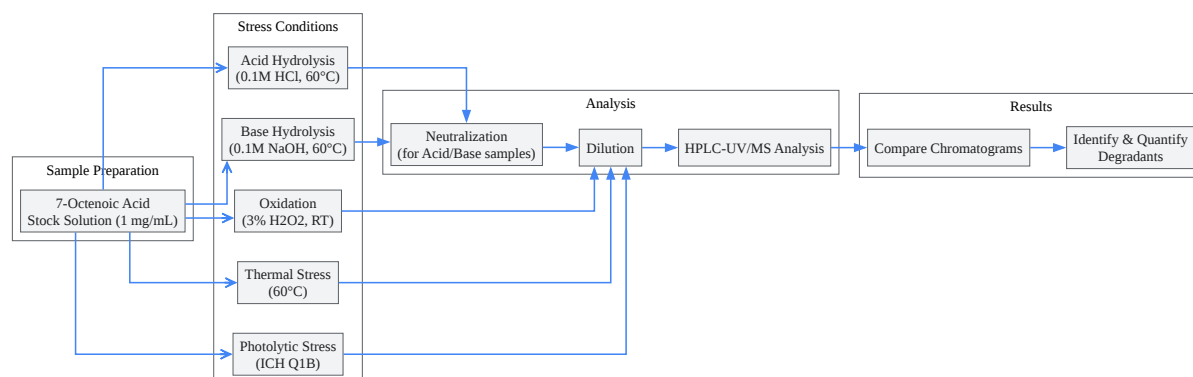 Sample Preparation
7-Octenoic Acid
Stock Solution (1 mg/mL)
Stress Conditions
Acid Hydrolysis
(0.1M HCl, 60°C)
Base Hydrolysis
(0.1M NaOH, 60°C)
Oxidation
(3% H2O2, RT)
Thermal Stress
(60°C)
Photolytic Stress
(ICH Q1B)
Analysis
Neutralization
(for Acid/Base samples)
Dilution
HPLC-UV/MS Analysis
Results
Compare Chromatograms
Identify & Quantify
Degradants